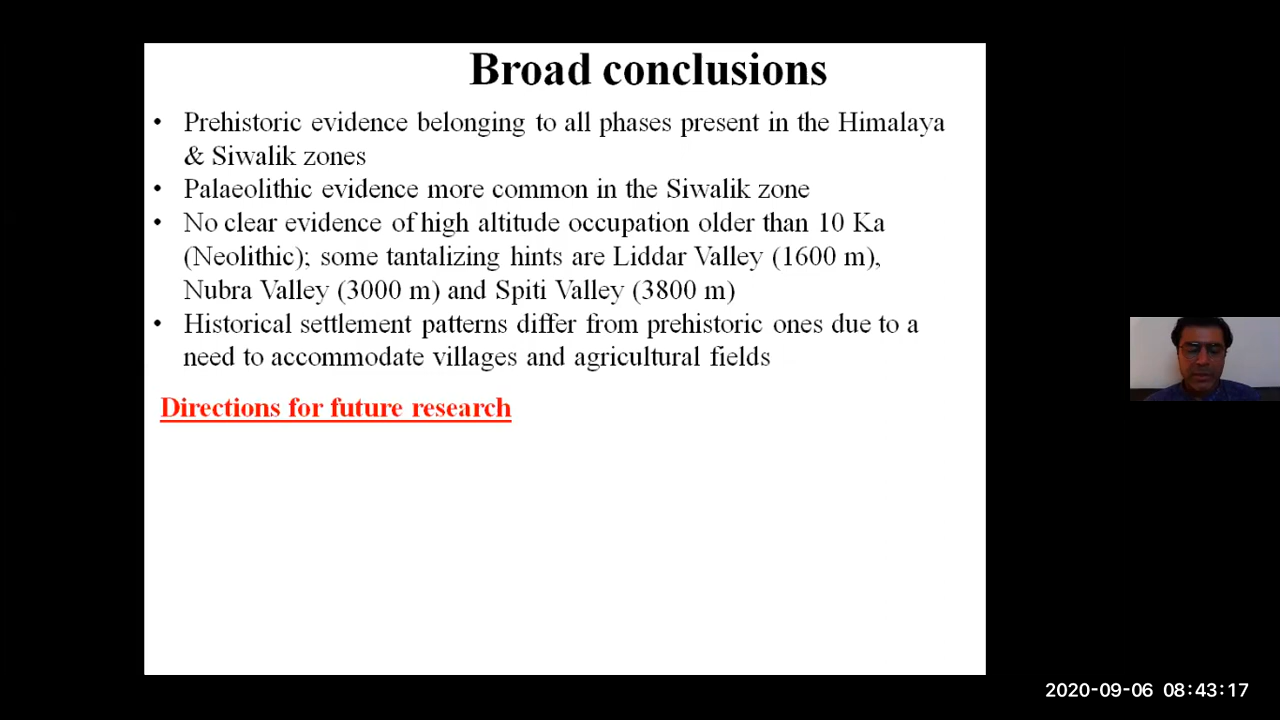 Broad conclusions
• Prehistoric evidence belonging to all phases present in the Himalaya
& Siwalik zones
• Palaeolithic evidence more common in the Siwalik zone
• No clear evidence of high altitude occupation older than 10 Ka
(Neolithic); some tantalizing hints are Liddar Valley (1600 m),
Nubra Valley (3000 m) and Spiti Valley (3800 m)
• Historical settlement patterns differ from prehistoric ones due to a
need to accommodate villages and agricultural fields
Directions for future research
2020-09-06 08:43:17